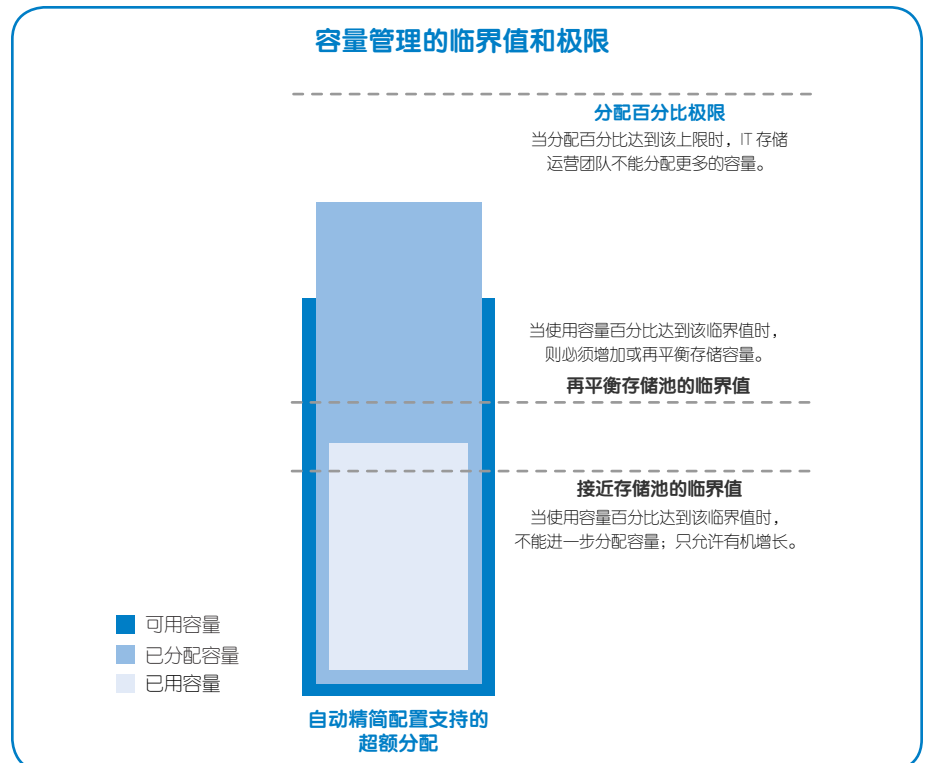 容量管理的临界值和极限
分配百分比极限
当分配百分比达到该上限时，IT 存储
运营团队不能分配更多的容量。
当使用容量百分比达到该临界值时，
则必须增加或再平衡存储容量。
再平衡存储池的临界值
接近存储池的临界值
当使用容量百分比达到该临界值时，
不能进一步分配容量；只允许有机增长。
可用容量
已分配容量
已用容量
自动精简配置支持的
超额分配